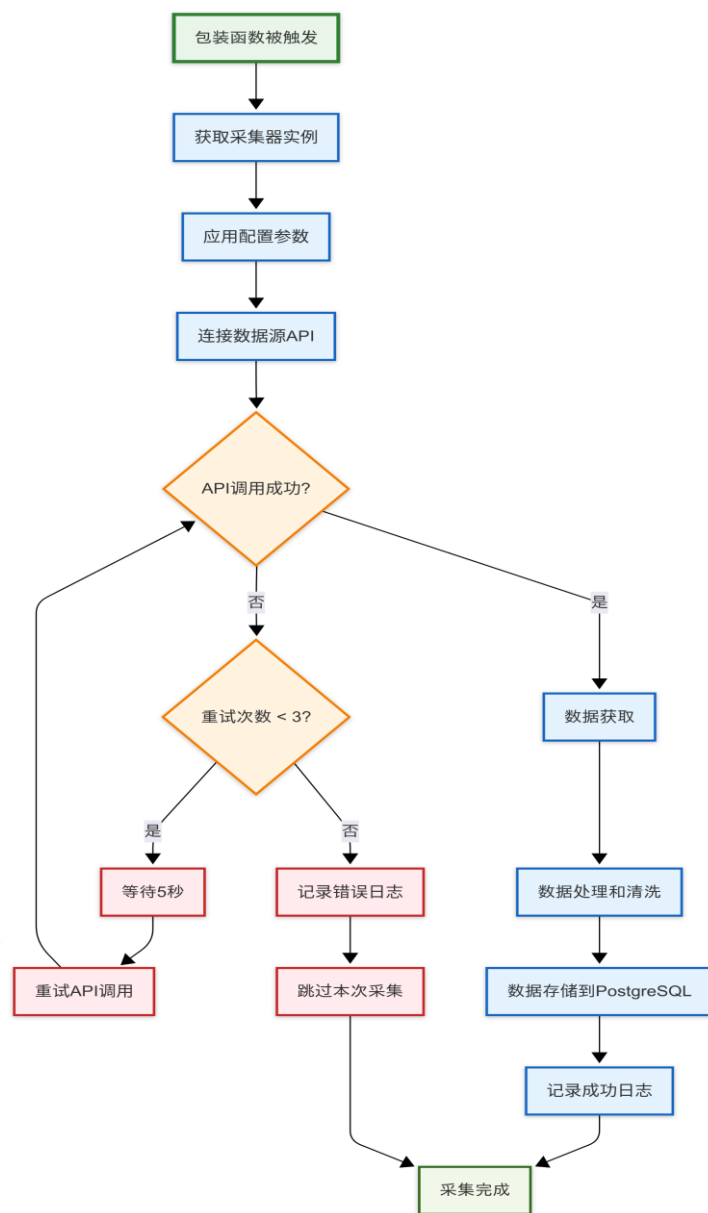 包装函数被触发
获取采集器实例
应用配置参数
连接数据源API
API调用成功?
否
是
重试次数 < 3?
数据获取
是
否
等待5秒
记录错误日志
数据处理和清洗
重试API调用
跳过本次采集
数据存储到PostgreSQL
记录成功日志
采集完成